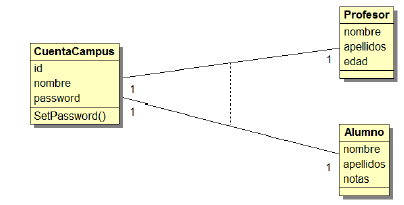 Profesor
nombre
apellidos
edad
CuentaCampus
id
nombre
password
SetPassword()
1
1
1
Alumno
nombre
apellidos
notas
1